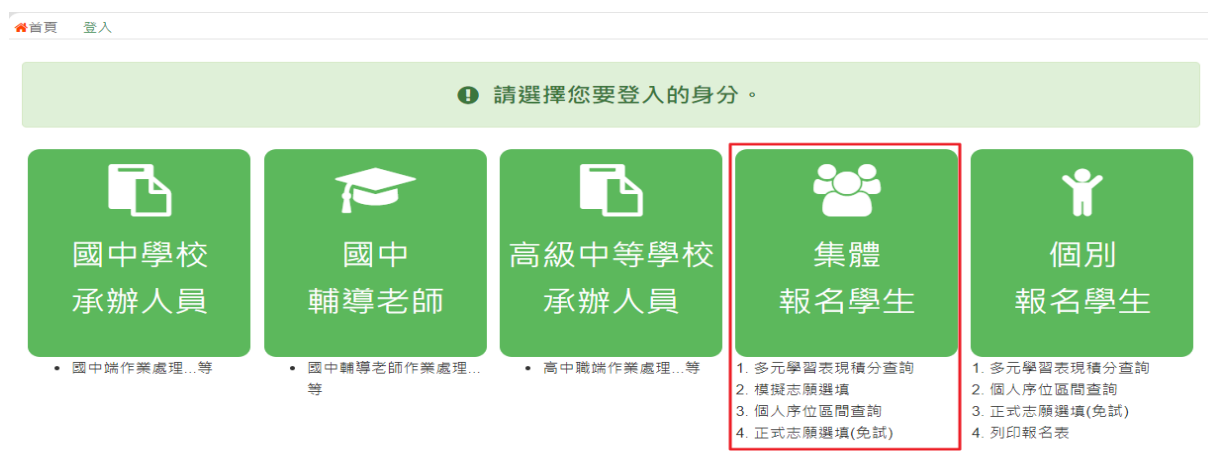 首頁 登入
請選擇您要登入的身分。
國中學校
承辦人員
國中
輔導老師
高級中等學校
承辦人員
集體
報名學生
個別
報名學生
• 國中端作業處理...等
• 國中輔導老師作業處理...
等
• 高中職端作業處理...等
1. 多元學習表現積分查詢
2. 模擬志願選填
3. 個人序位區間查詢
4. 正式志願選填(免試)
1. 多元學習表現積分查詢
2. 個人序位區間查詢
3. 正式志願選填(免試)
4. 列印報名表